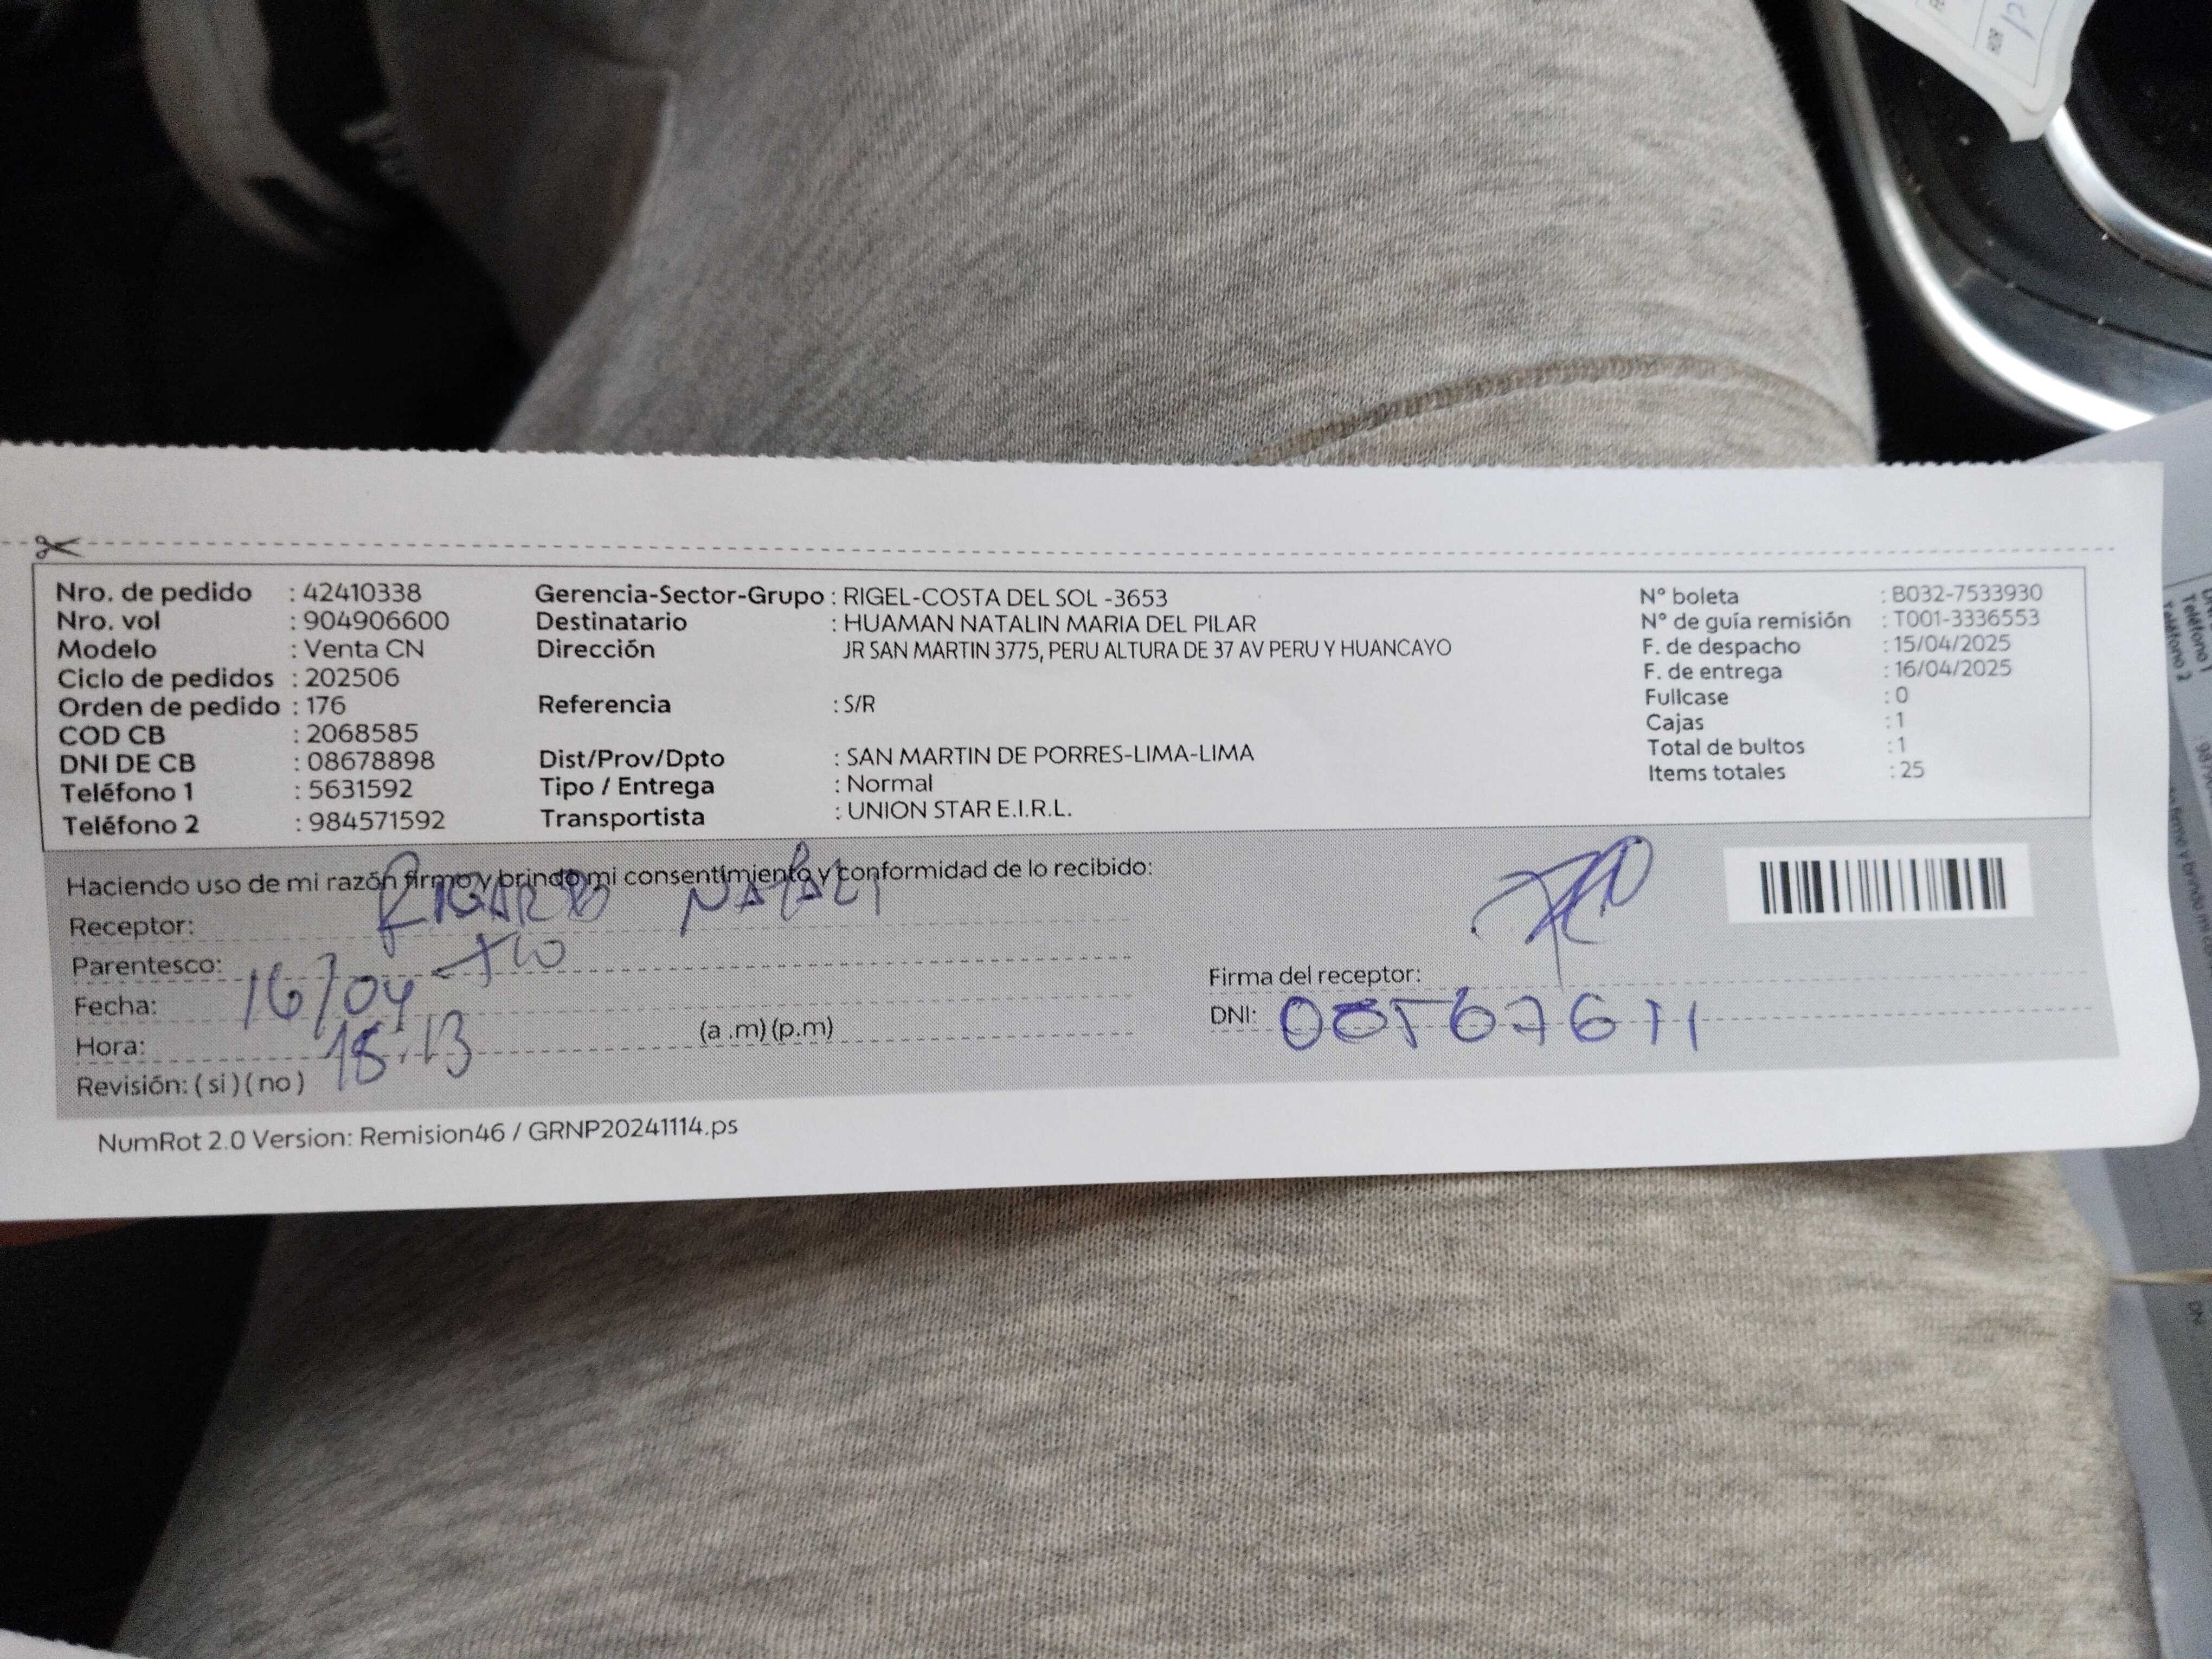 Nro. de pedido : 42410338
Nro. vol : 904906600
Modelo : Venta CN
Ciclo de pedidos : 202506
Orden de pedido : 176
COD CB : 2068585
DNI DE CB : 08678898
Teléfono 1 : 5631592
Teléfono 2 : 984571592
Gerencia-Sector-Grupo : RIGEL-COSTA DEL SOL -3653
Destinatario : HUAMAN NATALIN MARIA DEL PILAR
Dirección JR SAN MARTIN 3775, PERU ALTURA DE 37 AV PERU Y HUANCAYO
Referencia : S/R
Dist/Prov/Dpto : SAN MARTIN DE PORRES-LIMA-LIMA
Tipo / Entrega : Normal
Transportista : UNION STAR E.I.R.L.
N° boleta : B032-7533930
N° de guía remisión : T001-3336553
F. de despacho : 15/04/2025
F. de entrega : 16/04/2025
Fullcase : 0
Cajas : 1
Total de bultos : 1
Items totales : 25
Haciendo uso de mi razón firmo y brindo mi consentimiento y conformidad de lo recibido:
Receptor:
Parentesco: TIO
Fecha: 16/04
Hora: 18:13 (a .m) (p.m)
Revisión: ( si ) ( no )
Firma del receptor:
DNI:
NumRot 2.0 Version: Remision46 / GRNP20241114.ps
Teléfono 1
Teléfono 2